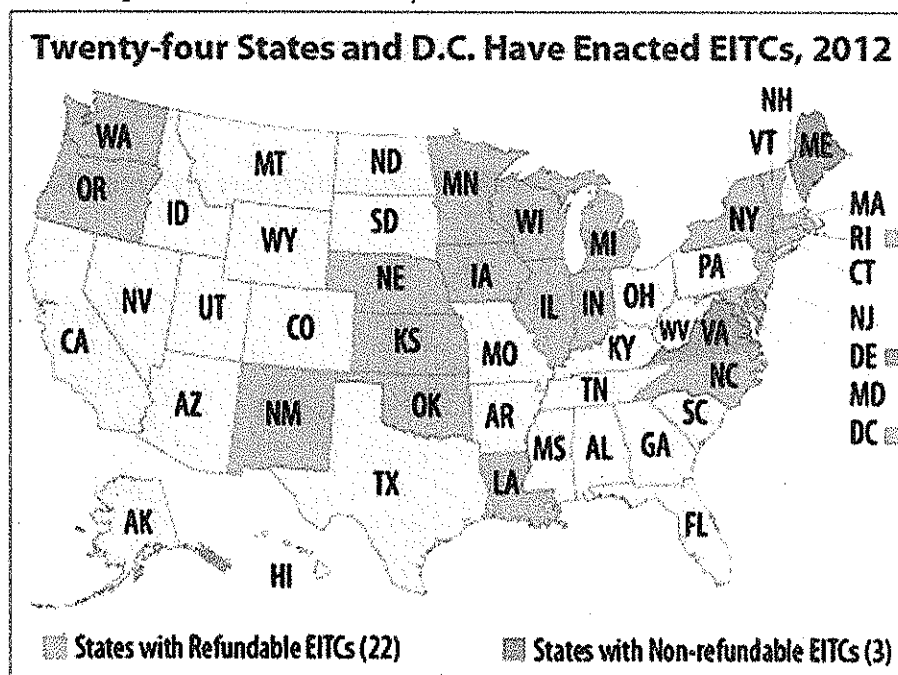 Twenty-four States and D.C. Have Enacted EITCs, 2012
NH
WA
MT
ND
VT
ME
OR
MN
ID
SD
WI
NY
MA
WY
MI
RI
PA
CT
NE
IA
NV
UT
IL
IN
OH
NJ
CO
WV
VA
CA
KS
MO
KY
DE
NC
MD
TN
AZ
NM
OK
AR
SC
DC
MS
AL
GA
TX
LA
AK
FL
HI
States with Refundable EITCs (22)
States with Non-refundable EITCs (3)